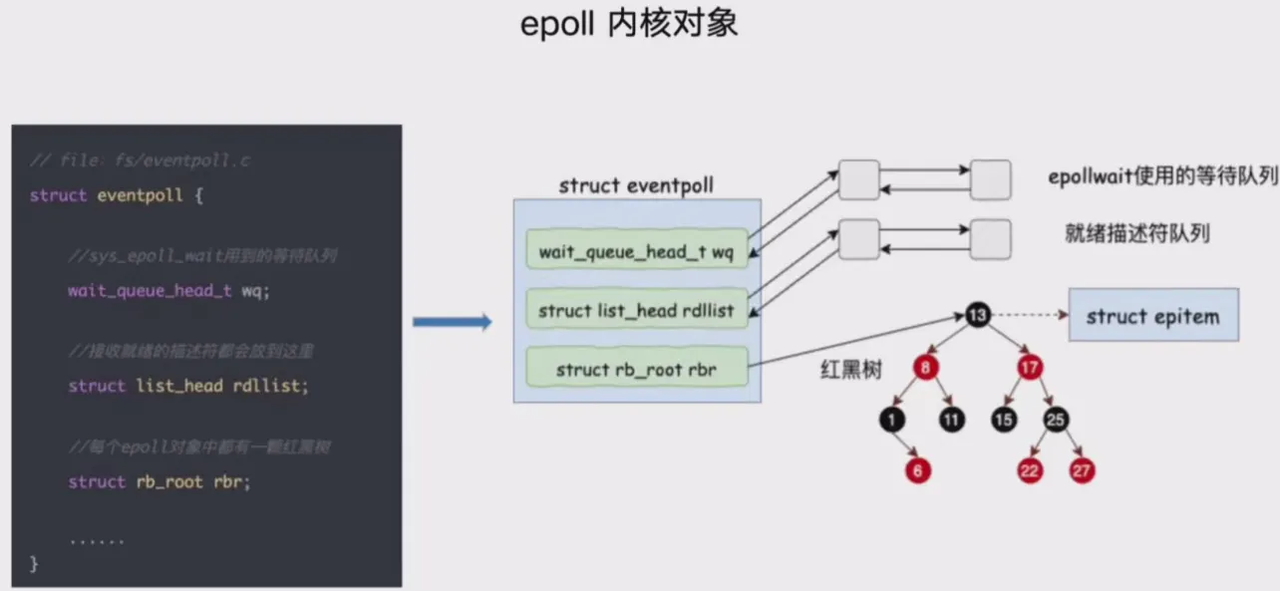 epoll 内核对象
// file: fs/eventpoll.c
struct eventpoll {
//sys_epoll_wait用到的等待队列
wait_queue_head_t wq;
//接收就绪的描述符都会放到这里
struct list_head rdllist;
//每个epoll对象中都有一颗红黑树
struct rb_root rbr;
......
}
struct eventpoll
wait_queue_head_t wq
struct list_head rdllist
struct rb_root rbr
epollwait使用的等待队列
就绪描述符队列
struct epitem
红黑树
13
8
17
1
11
15
25
6
22
27